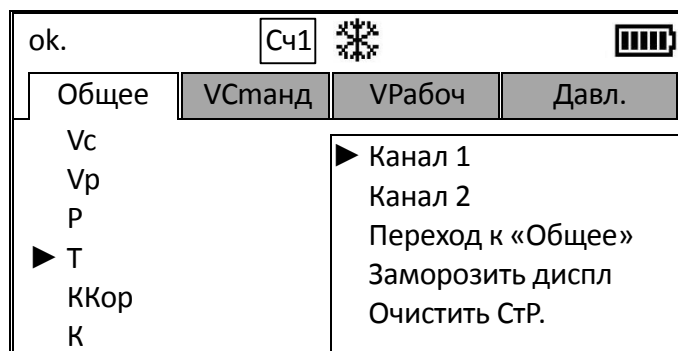 ok. Сч1
Общее VСтанд VРабоч Давл.
Vс
Vр
Р
► Т
ККор
К
► Канал 1
Канал 2
Переход к «Общее»
Заморозить диспл
Очистить СтР.